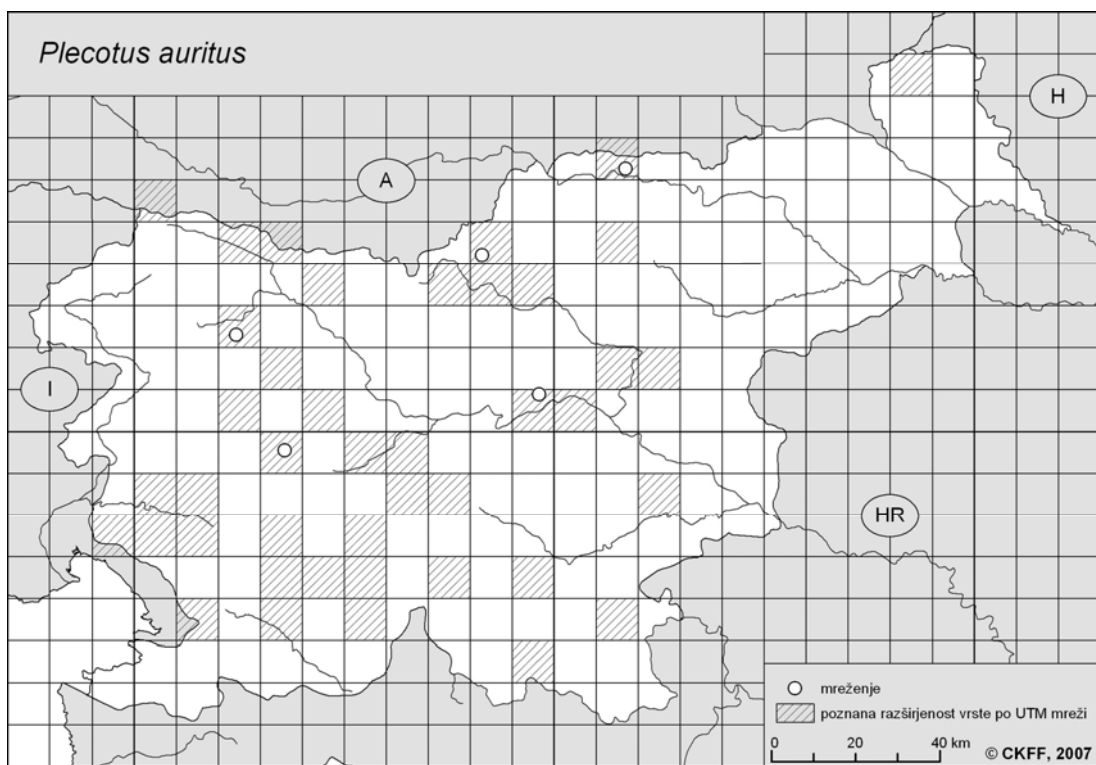 Plecotus auritus
H
A
I
HR
mreženje
poznana razširjenost vrste po UTM mreži
0 20 40 km
© CKFF, 2007